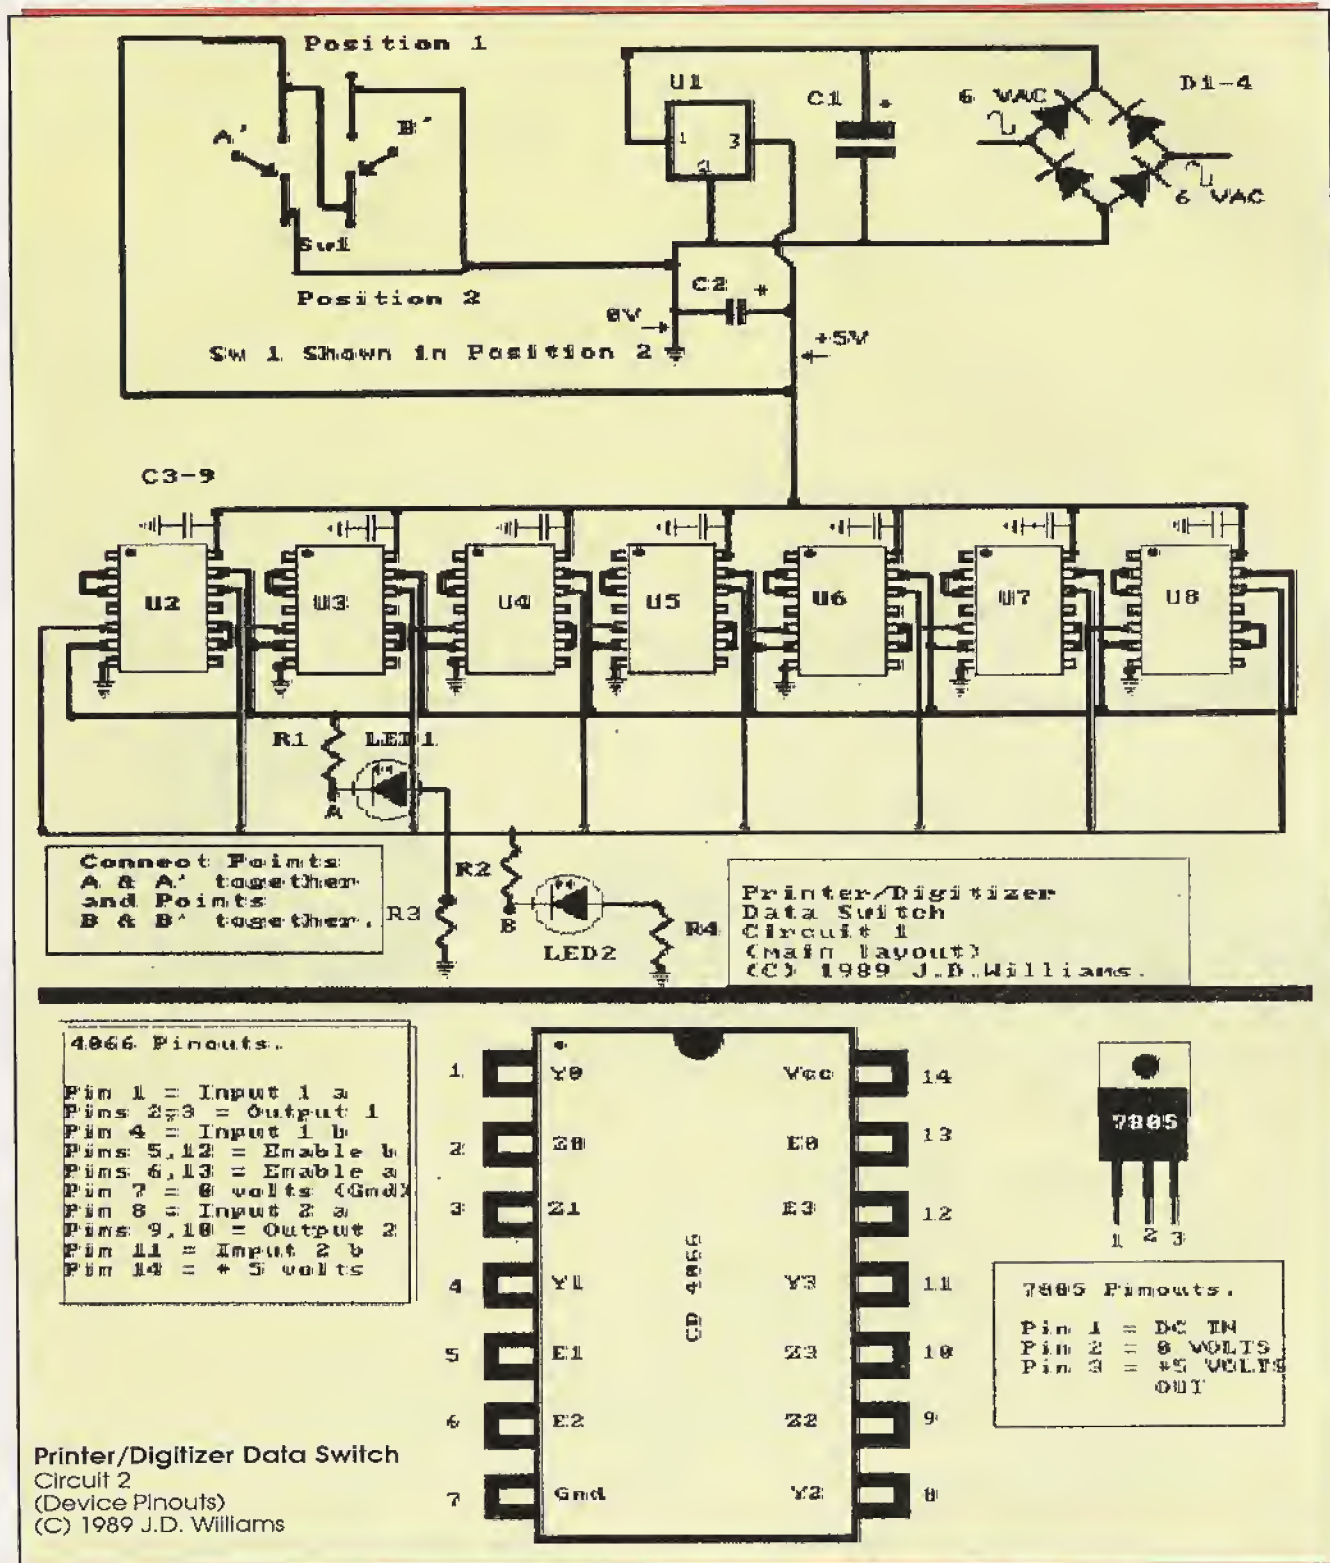 Position 1
U1
C1
+
D1-4
6 VAC
A'
B'
1
3
2
6 VAC
Sw1
Position 2
C2
+
0V
+5V
Sw 1 Shown in Position 2
C3-9
U2
U3
U4
U5
U6
U7
U8
R1
LED1
A
Connect Points
A & A' together
and Points
B & B' together.
R3
R2
B
LED2
R4
Printer/Digitizer
Data Switch
Circuit 1
(main layout)
(C) 1989 J.D.Williams.
4066 Pinouts.
Pin 1 = Input 1 a
Pins 2,3 = Output 1
Pin 4 = Input 1 b
Pins 5,12 = Enable b
Pins 6,13 = Enable a
Pin 7 = 0 volts (Gnd)
Pin 8 = Input 2 a
Pins 9,10 = Output 2
Pin 11 = Input 2 b
Pin 14 = + 5 volts
1
Y0
Vcc
14
2
Z0
E0
13
3
Z1
E3
12
4
Y1
Y3
11
5
E1
Z3
10
6
E2
Z2
9
7
Gnd
Y2
8
CD 4066
7805
1 2 3
7805 Pinouts.
Pin 1 = DC IN
Pin 2 = 0 VOLTS
Pin 3 = +5 VOLTS
OUT
Printer/Digitizer Data Switch
Circuit 2
(Device Pinouts)
(C) 1989 J.D. Williams